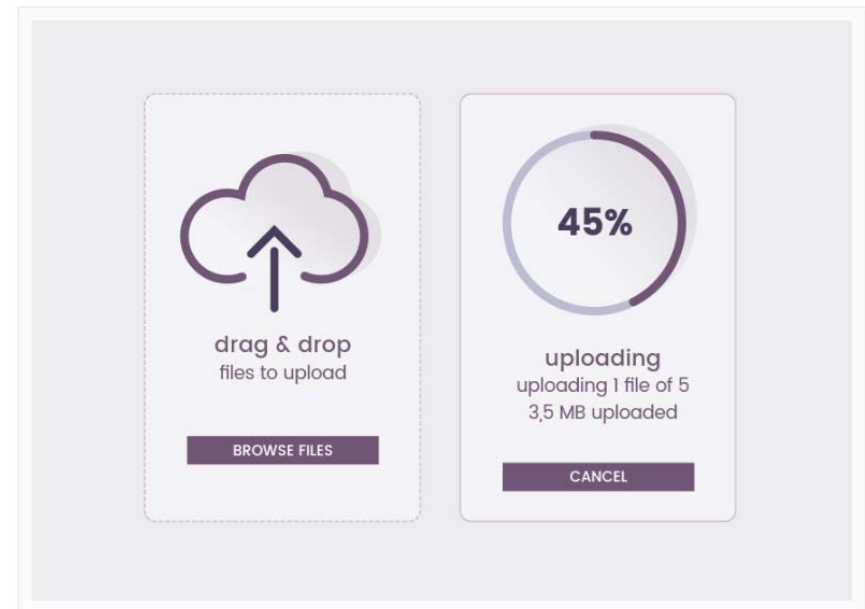 drag & drop
files to upload
BROWSE FILES
45%
uploading
uploading 1 file of 5
3,5 MB uploaded
CANCEL